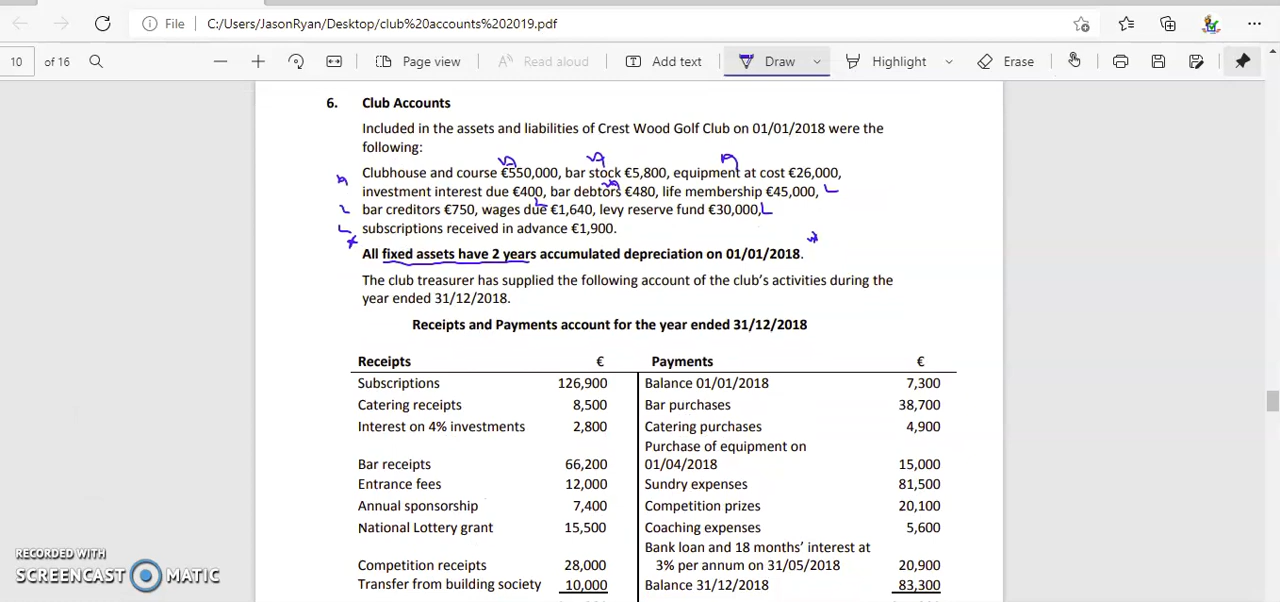 File C:/Users/JasonRyan/Desktop/club%20accounts%202019.pdf
10 of 16 Page view Read aloud Add text Draw Highlight Erase
6. Club Accounts
Included in the assets and liabilities of Crest Wood Golf Club on 01/01/2018 were the
following:
Clubhouse and course €550,000, bar stock €5,800, equipment at cost €26,000,
investment interest due €400, bar debtors €480, life membership €45,000,
bar creditors €750, wages due €1,640, levy reserve fund €30,000,
subscriptions received in advance €1,900.
All fixed assets have 2 years accumulated depreciation on 01/01/2018.
The club treasurer has supplied the following account of the club's activities during the
year ended 31/12/2018.
Receipts and Payments account for the year ended 31/12/2018
Receipts € Payments €
Subscriptions 126,900 Balance 01/01/2018 7,300
Catering receipts 8,500 Bar purchases 38,700
Interest on 4% investments 2,800 Catering purchases 4,900
Purchase of equipment on
Bar receipts 66,200 01/04/2018 15,000
Entrance fees 12,000 Sundry expenses 81,500
Annual sponsorship 7,400 Competition prizes 20,100
National Lottery grant 15,500 Coaching expenses 5,600
Bank loan and 18 months' interest at
Competition receipts 28,000 3% per annum on 31/05/2018 20,900
Transfer from building society 10,000 Balance 31/12/2018 83,300
RECORDED WITH
SCREENCAST MATIC